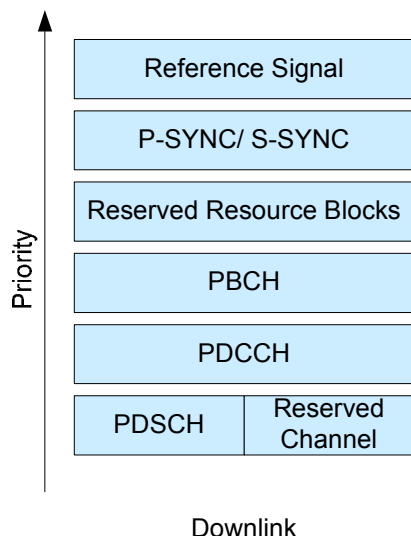 Reference Signal
P-SYNC/ S-SYNC
Reserved Resource Blocks
PBCH
PDCCH
PDSCH
Reserved
Channel
Priority
Downlink